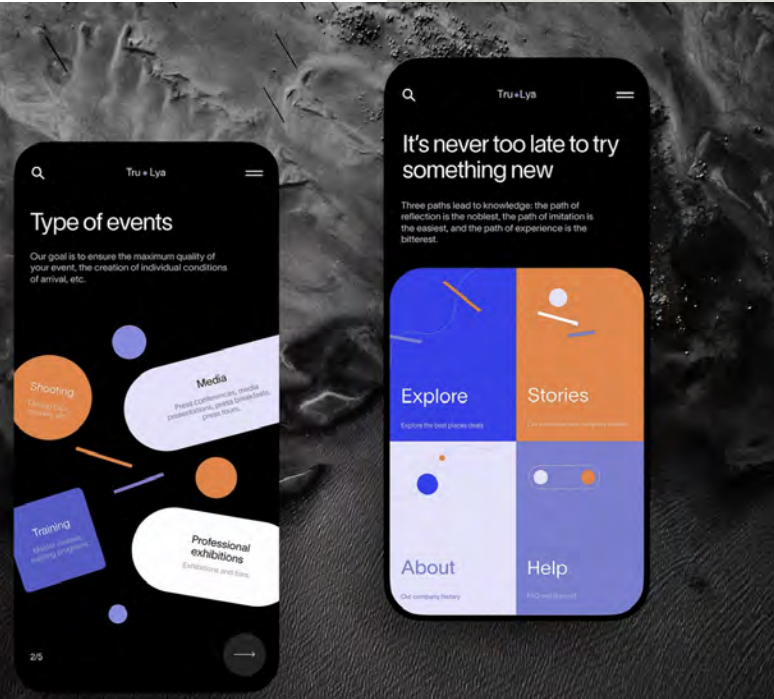 Tru Lya
Type of events
Our goal is to ensure the maximum quality of
your event, the creation of individual conditions
of arrival, etc.
Shooting
Media
Press conferences, media
presentations, press breakfasts,
press tours.
Training
Professional
exhibitions
Exhibitions and fairs
2/5
Tru Lya
It's never too late to try
something new
Three paths lead to knowledge: the path of
reflection is the noblest, the path of imitation is
the easiest, and the path of experience is the
bitterest.
Explore
Explore the best places deals
Stories
About
Our company history
Help
FAQ and Support